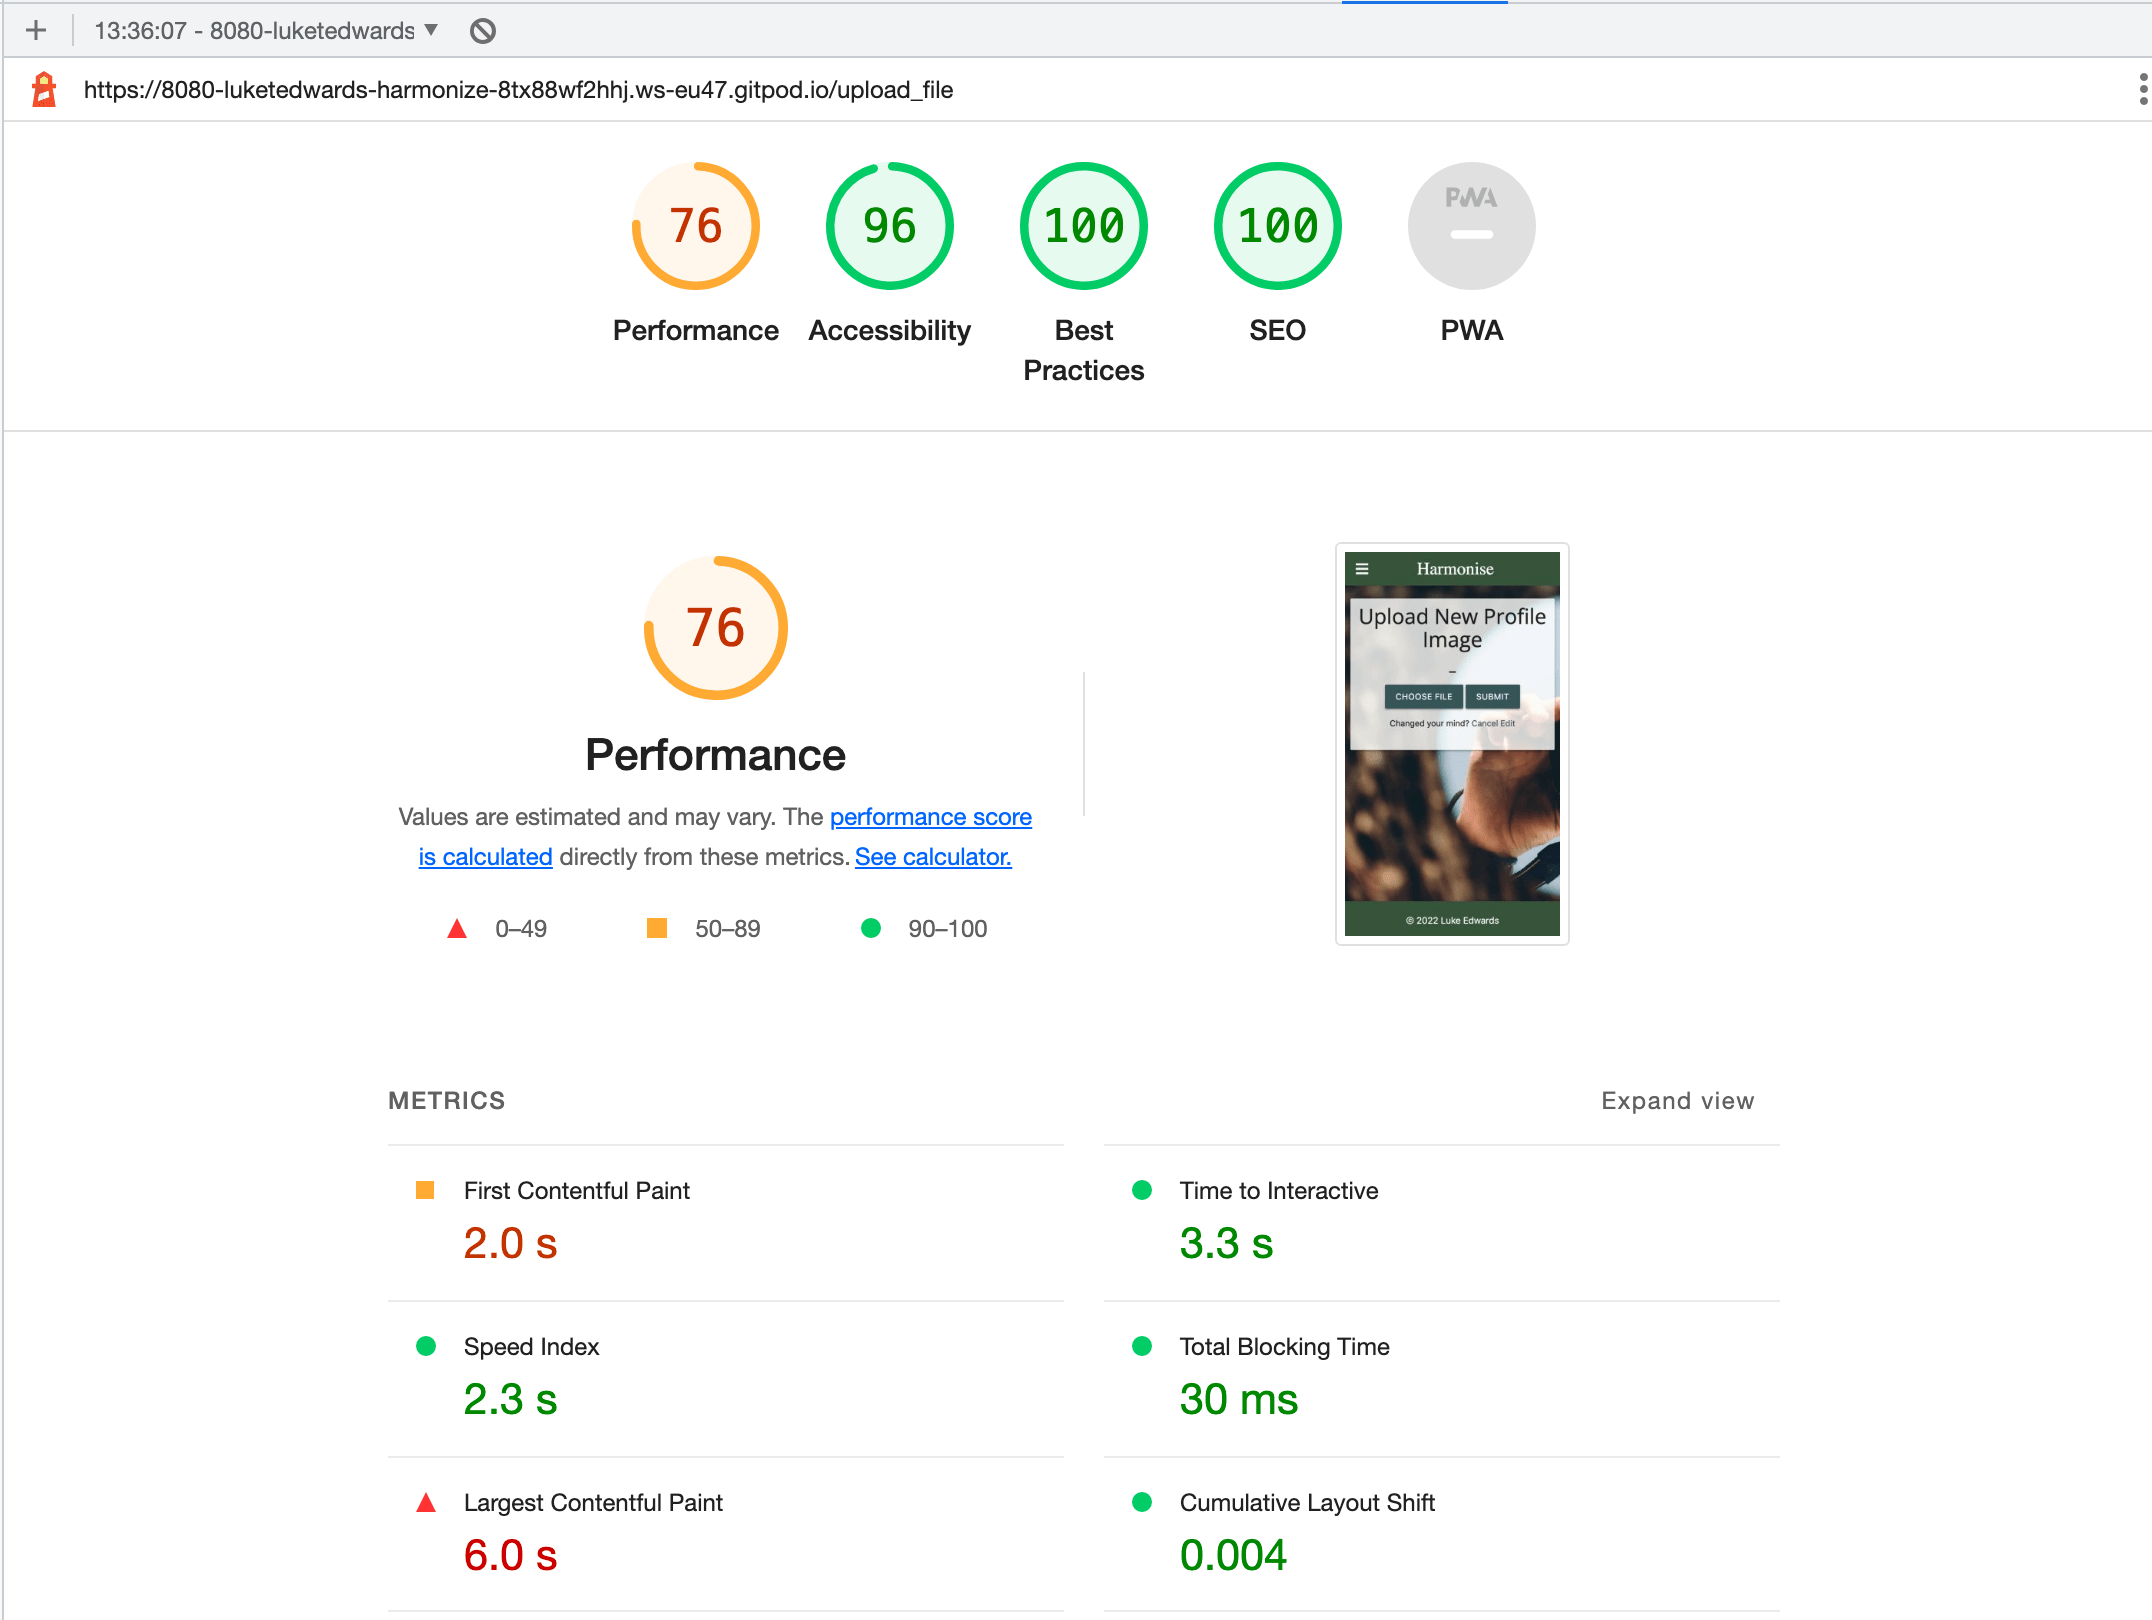 13:36:07 - 8080-luketedwards
https://8080-luketedwards-harmonize-8tx88wf2hhj.ws-eu47.gitpod.io/upload_file
76
96
100
100
PWA
Performance
Accessibility
Best
Practices
SEO
PWA
76
Performance
Values are estimated and may vary. The performance score
is calculated directly from these metrics. See calculator.
0–49
50–89
90–100
Harmonise
Upload New Profile
Image
CHOOSE FILE
SUBMIT
Changed your mind? Cancel Edit
© 2022 Luke Edwards
METRICS
Expand view
First Contentful Paint
2.0 s
Time to Interactive
3.3 s
Speed Index
2.3 s
Total Blocking Time
30 ms
Largest Contentful Paint
6.0 s
Cumulative Layout Shift
0.004